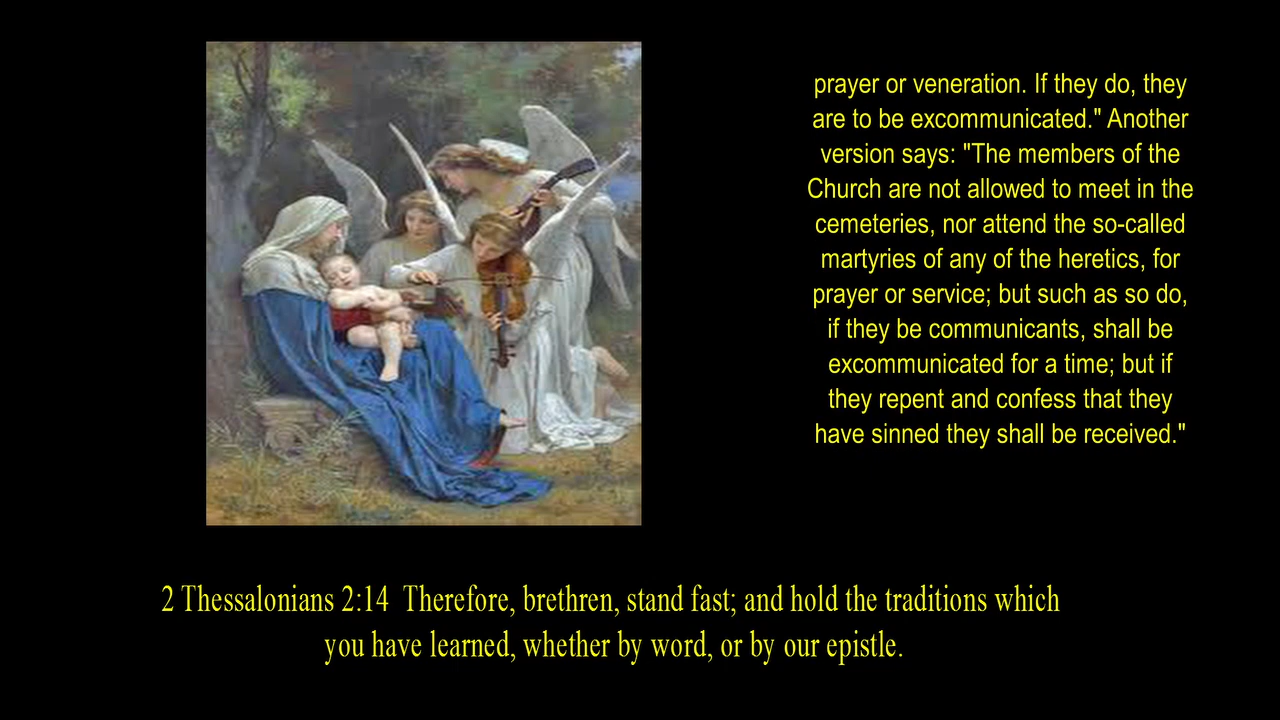 prayer or veneration. If they do, they
are to be excommunicated." Another
version says: "The members of the
Church are not allowed to meet in the
cemeteries, nor attend the so-called
martyries of any of the heretics, for
prayer or service; but such as so do,
if they be communicants, shall be
excommunicated for a time; but if
they repent and confess that they
have sinned they shall be received."
2 Thessalonians 2:14 Therefore, brethren, stand fast; and hold the traditions which
you have learned, whether by word, or by our epistle.